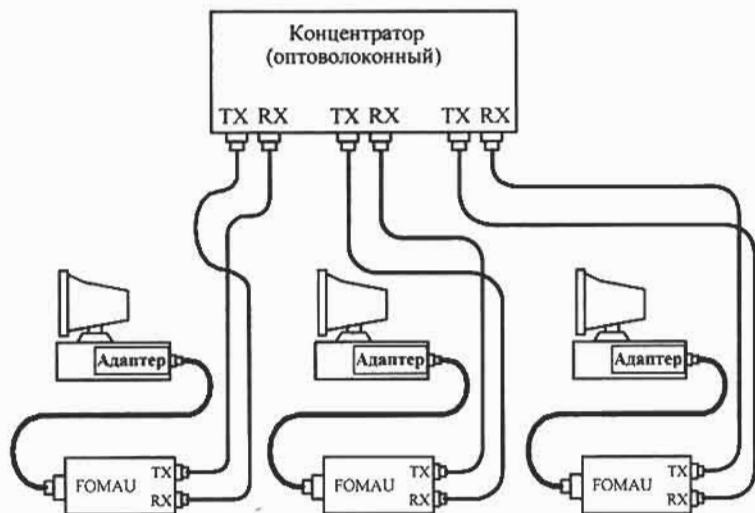 Концентратор
(оптоволоконный)
TX RX TX RX TX RX
Адаптер Адаптер Адаптер
TX TX TX
FOMAU FOMAU FOMAU
RX RX RX